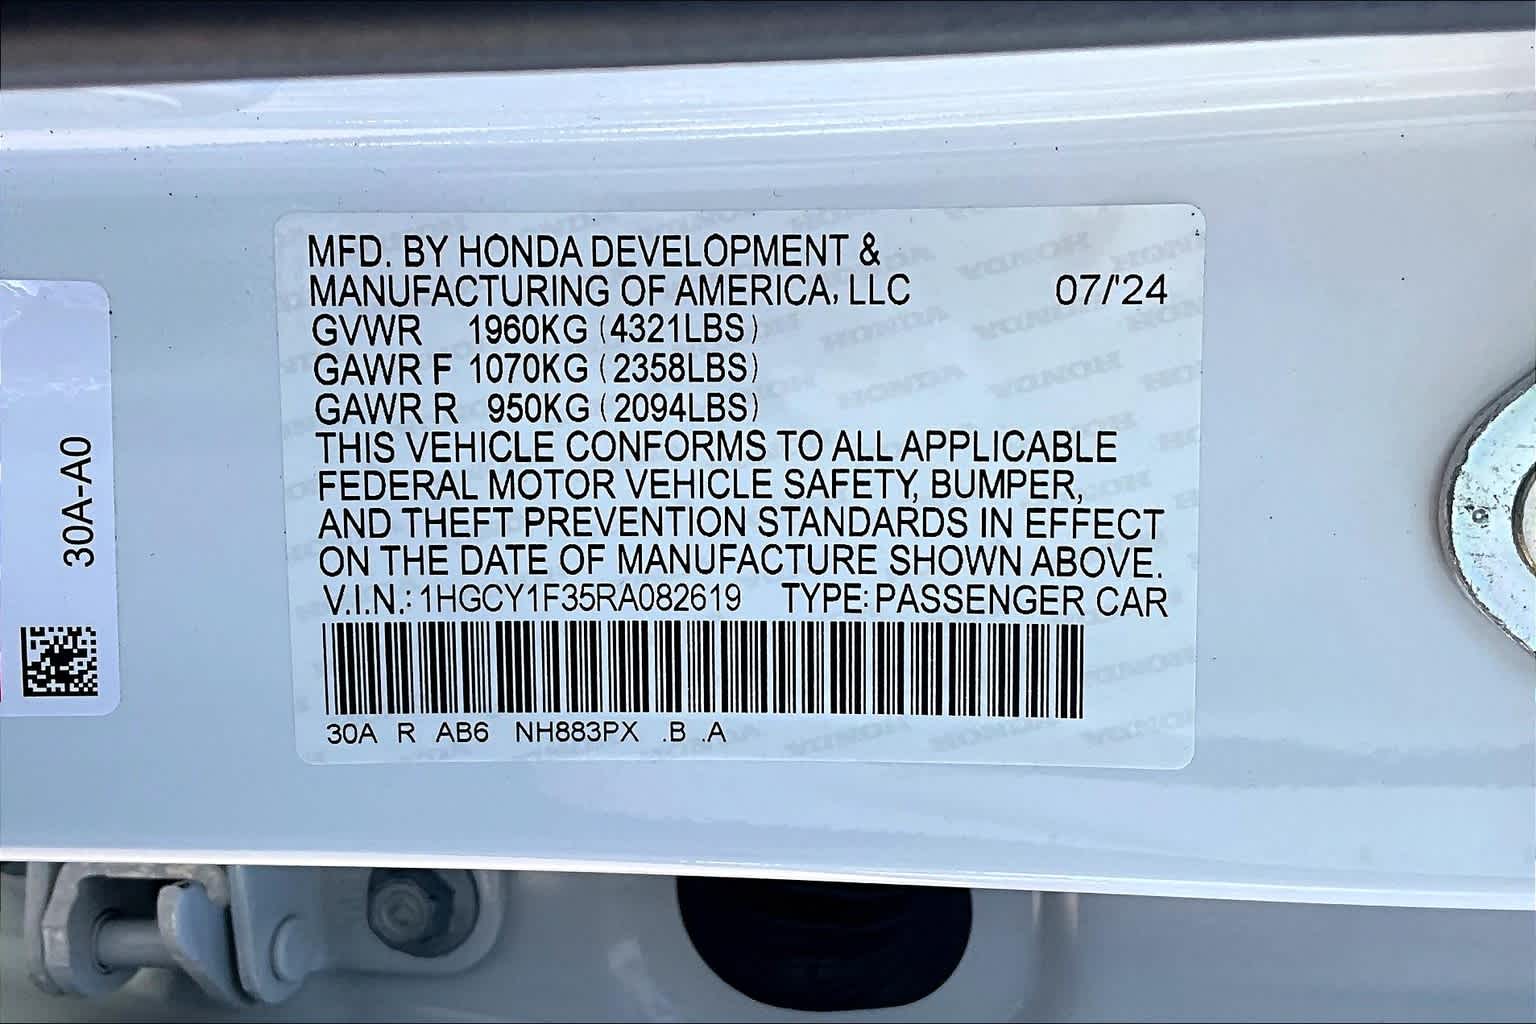 MFD. BY HONDA DEVELOPMENT &
MANUFACTURING OF AMERICA, LLC 07/'24
GVWR 1960KG (4321LBS)
GAWR F 1070KG (2358LBS)
GAWR R 950KG (2094LBS)
THIS VEHICLE CONFORMS TO ALL APPLICABLE
FEDERAL MOTOR VEHICLE SAFETY, BUMPER,
AND THEFT PREVENTION STANDARDS IN EFFECT
ON THE DATE OF MANUFACTURE SHOWN ABOVE.
V.I.N.: 1HGCY1F35RA082619 TYPE: PASSENGER CAR
30A R AB6 NH883PX .B .A
30A-A0